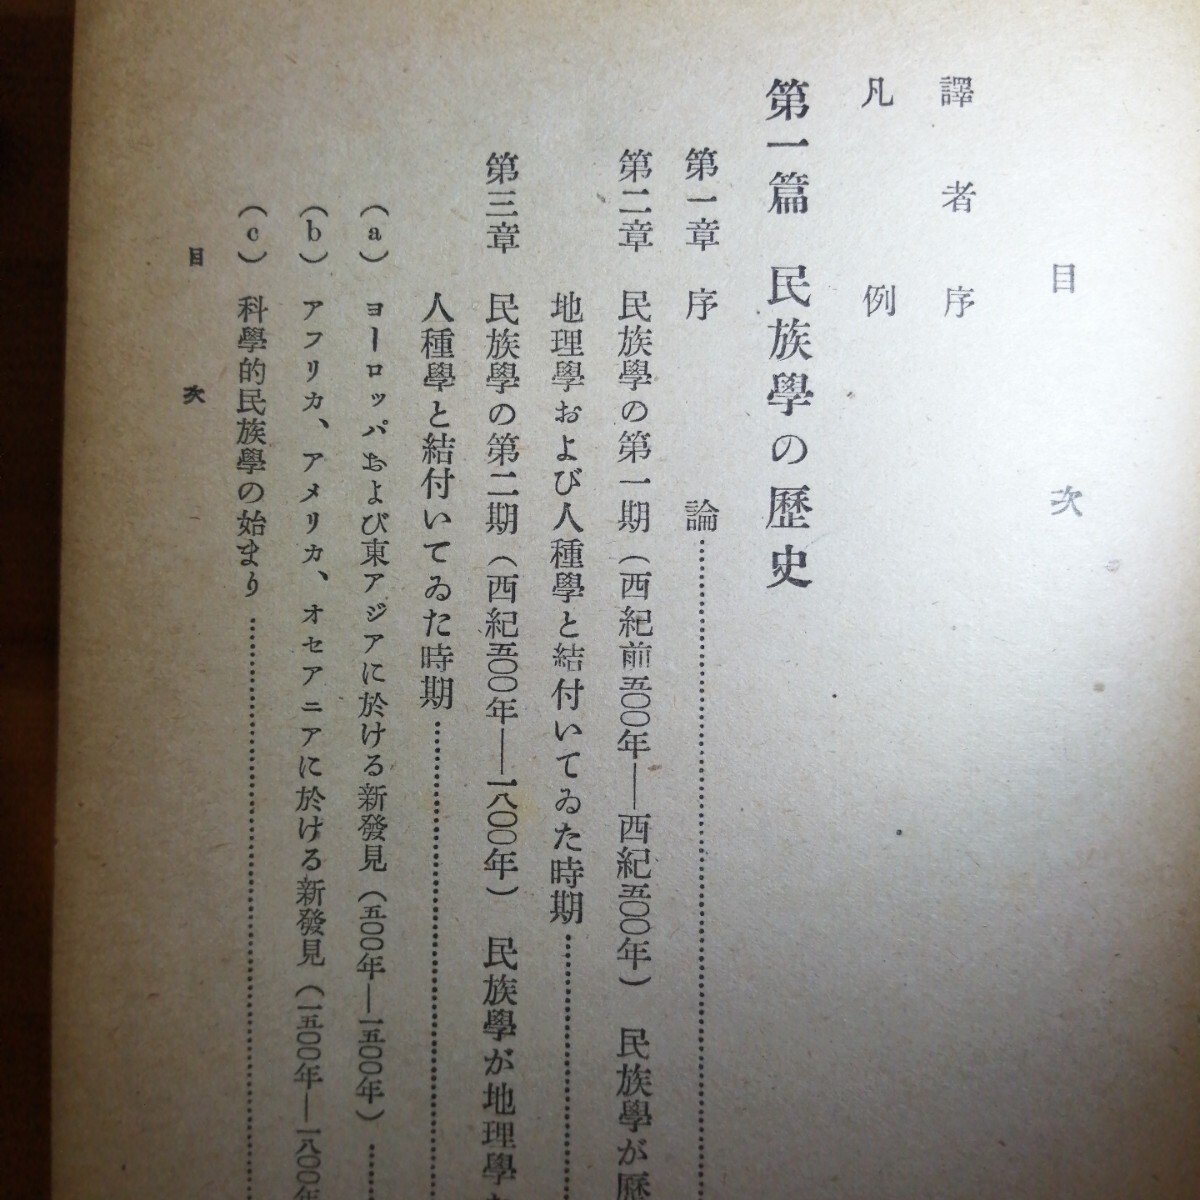 目次
譯者序
凡例
第一篇 民族學の歷史
第一章 序論
第二章 民族學の第一期（西紀前五〇〇年―西紀五〇〇年） 民族學が歷
地理學および人種學と結付いてゐた時期
第三章 民族學の第二期（西紀五〇〇年―一八〇〇年） 民族學が地理學
人種學と結付いてゐた時期
（a） ヨーロッパおよび東アジアに於ける新發見（五〇〇年―一五〇〇年）
（b） アフリカ、アメリカ、オセアニアに於ける新發見（一五〇〇年―一八〇〇年
（c） 科學的民族學の始まり
目次